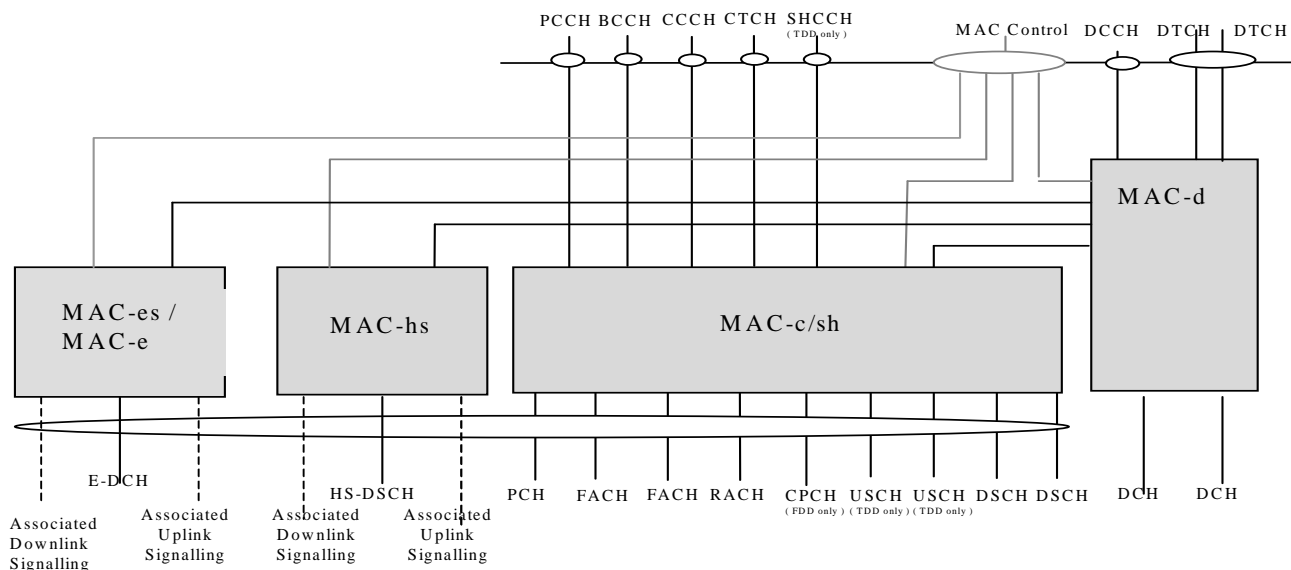 PCCH BCCH CCCH CTCH SHCCH MAC Control DCCH DTCH DTCH
( TDD only )
MAC-d
MAC-es /
MAC-e
MAC-hs
MAC-c/sh
E-DCH
HS-DSCH
PCH FACH FACH RACH CPCH USCH USCH DSCH DSCH DCH DCH
( FDD only ) ( TDD only ) ( TDD only )
Associated
Downlink
Signalling
Associated
Uplink
Signalling
Associated
Downlink
Signalling
Associated
Uplink
Signalling